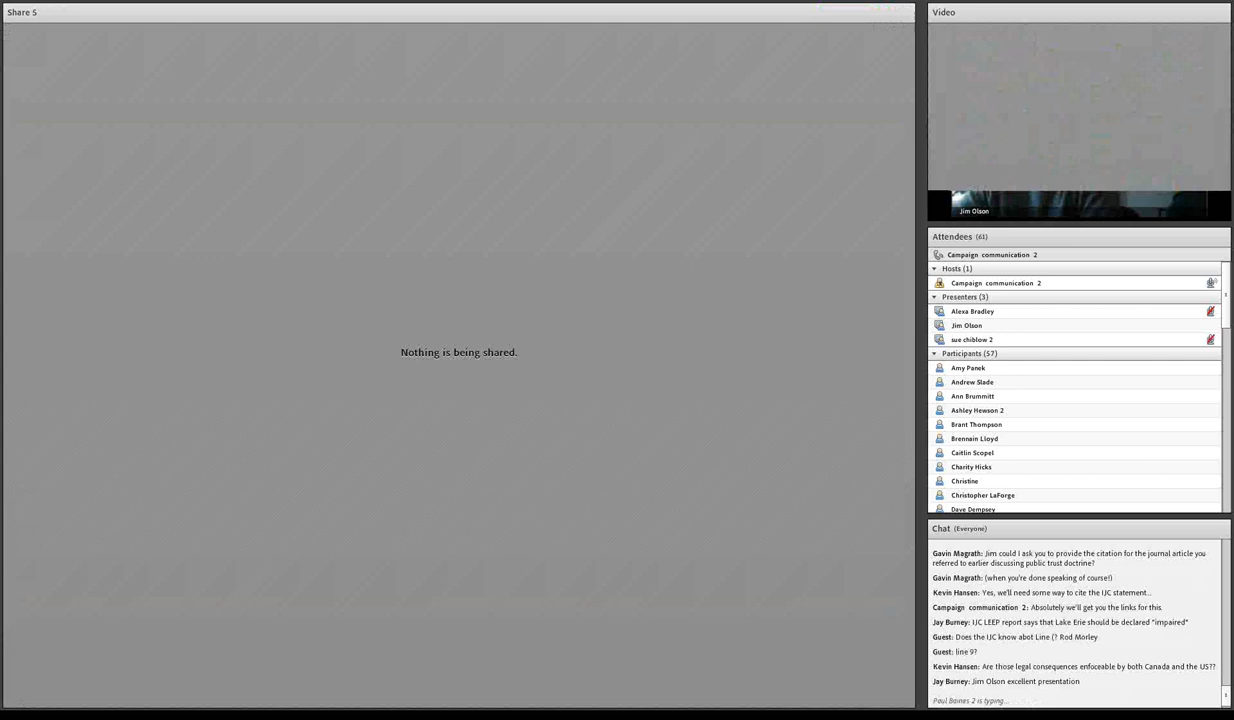 Share 5
Nothing is being shared.
Video
Jim Olson
Attendees (61)
Campaign communication 2
Hosts (1)
Campaign communication 2
Presenters (3)
Alexa Bradley
Jim Olson
sue chiblow 2
Participants (57)
Amy Panek
Andrew Slade
Ann Brummitt
Ashley Hewson 2
Brant Thompson
Brennain Lloyd
Caitlin Scopel
Charity Hicks
Christine
Christopher LaForge
Dave Dempsey
Chat (Everyone)
Gavin Magrath: Jim could I ask you to provide the citation for the journal article you
referred to earlier discussing public trust doctrine?
Gavin Magrath: (when you're done speaking of course!)
Kevin Hansen: Yes, we'll need some way to cite the IJC statement...
Campaign communication 2: Absolutely we'll get you the links for this.
Jay Burney: IJC LEEP report says that Lake Erie should be declared "impaired"
Guest: Does the IJC know abot Line (? Rod Morley
Guest: line 9?
Kevin Hansen: Are those legal consequences enfoceable by both Canada and the US??
Jay Burney: Jim Olson excellent presentation
Paul Baines 2 is typing...